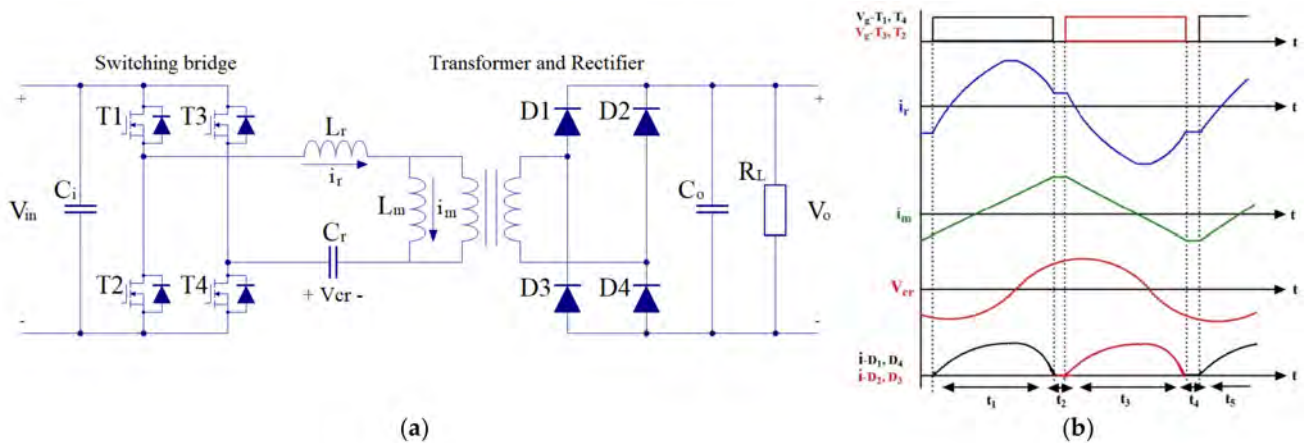 Switching bridge
Transformer and Rectifier
+
+
T1
T3
D1
D2
Lr
ir
Vin
Ci
Lm
im
Co
RL
Vo
Cr
T2
T4
+ Vcr -
D3
D4
-
-
(a)
Vg-T1, T4
Vg-T3, T2
t
ir
t
im
t
Vcr
t
i-D1, D4
i-D2, D3
t
t1
t2
t3
t4
t5
(b)